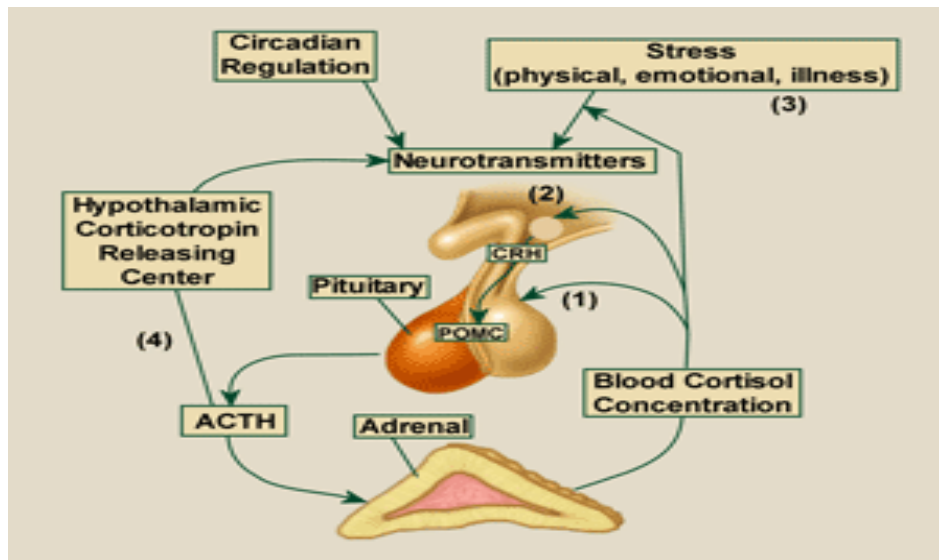 Circadian
Regulation
Stress
(physical, emotional, illness)
(3)
Neurotransmitters
(2)
Hypothalamic
Corticotropin
Releasing
Center
CRH
Pituitary
(1)
POMC
(4)
Blood Cortisol
Concentration
ACTH
Adrenal